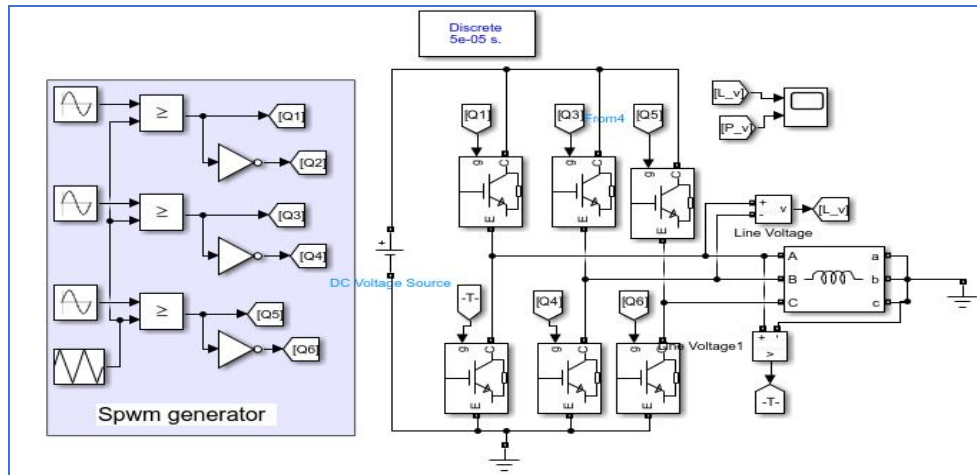 Discrete
5e-05 s.
[Q1]
[Q2]
[Q3]
[Q4]
[Q5]
[Q6]
Spwm generator
DC Voltage Source
[Q1]
[Q3]
From4
[Q5]
g C
E
g C
E
g C
E
-T-
[Q4]
[Q6]
g C
E
g C
E
g C
E
[L_v]
[P_v]
+
-
v
[L_v]
Line Voltage
A a
B b
C c
Line Voltage1
+ -
v
-T-